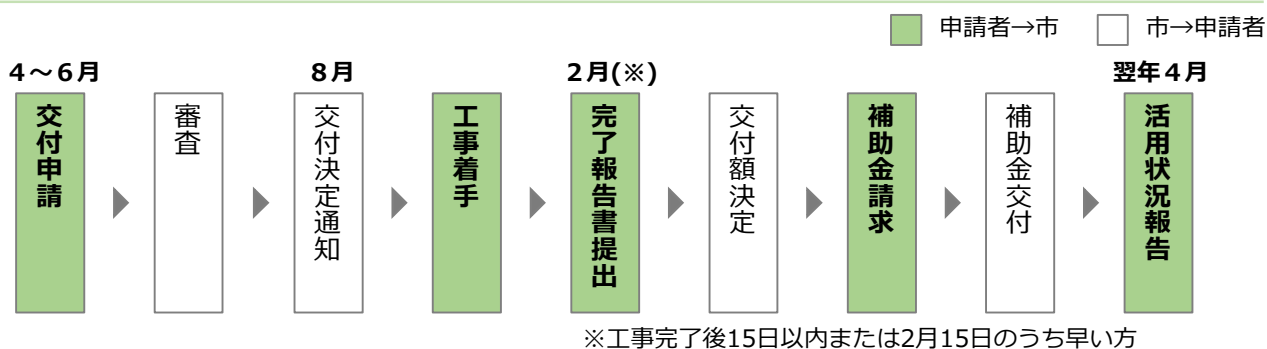 申請者→市
市→申請者
４～６月
８月
２月(※)
翌年４月
交付申請
審査
交付決定通知
工事着手
完了報告書提出
交付額決定
補助金請求
補助金交付
活用状況報告
※工事完了後15日以内または2月15日のうち早い方